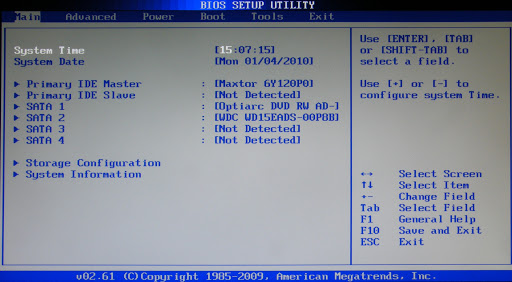 BIOS SETUP UTILITY
Main Advanced Power Boot Tools Exit
System Time [15:07:15]
System Date [Mon 01/04/2010]
▶ Primary IDE Master : [Maxtor 6Y120P0]
▶ Primary IDE Slave : [Not Detected]
▶ SATA 1 : [Optiarc DVD RW AD-]
▶ SATA 2 : [WDC WD15EADS-00P8B]
▶ SATA 3 : [Not Detected]
▶ SATA 4 : [Not Detected]
▶ Storage Configuration
▶ System Information
Use [ENTER], [TAB]
or [SHIFT-TAB] to
select a field.
Use [+] or [-] to
configure system Time.
↔ Select Screen
↑↓ Select Item
+- Change Field
Tab Select Field
F1 General Help
F10 Save and Exit
ESC Exit
v02.61 (C)Copyright 1985-2009, American Megatrends, Inc.